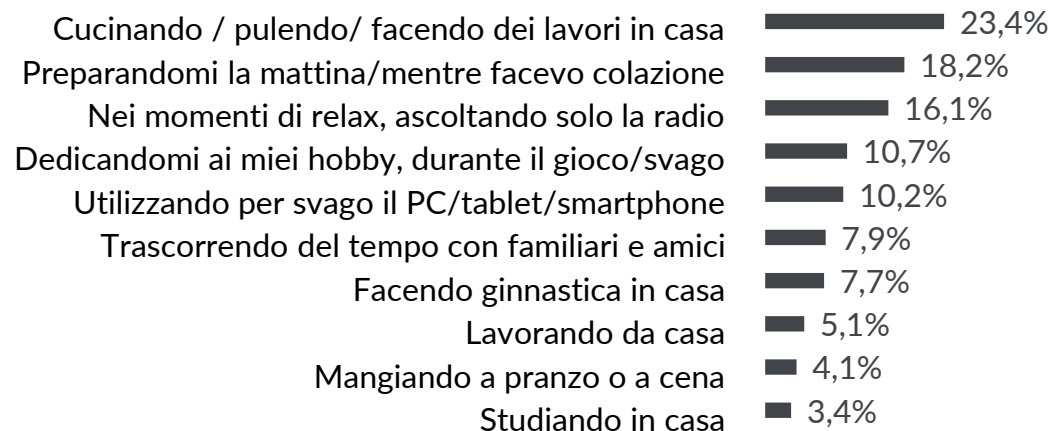 Cucinando / pulendo/ facendo dei lavori in casa 23,4%
Preparandomi la mattina/mentre facevo colazione 18,2%
Nei momenti di relax, ascoltando solo la radio 16,1%
Dedicandomi ai miei hobby, durante il gioco/svago 10,7%
Utilizzando per svago il PC/tablet/smartphone 10,2%
Trascorrendo del tempo con familiari e amici 7,9%
Facendo ginnastica in casa 7,7%
Lavorando da casa 5,1%
Mangiando a pranzo o a cena 4,1%
Studiando in casa 3,4%